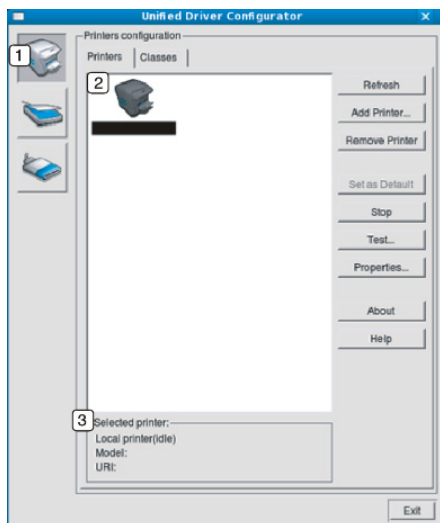 Unified Driver Configurator
1
Printers configuration
Printers
Classes
2
Refresh
Add Printer...
Remove Printer
Set as Default
Stop
Test...
Properties...
About
Help
3
Selected printer:
Local printer(idle)
Model:
URI:
Exit